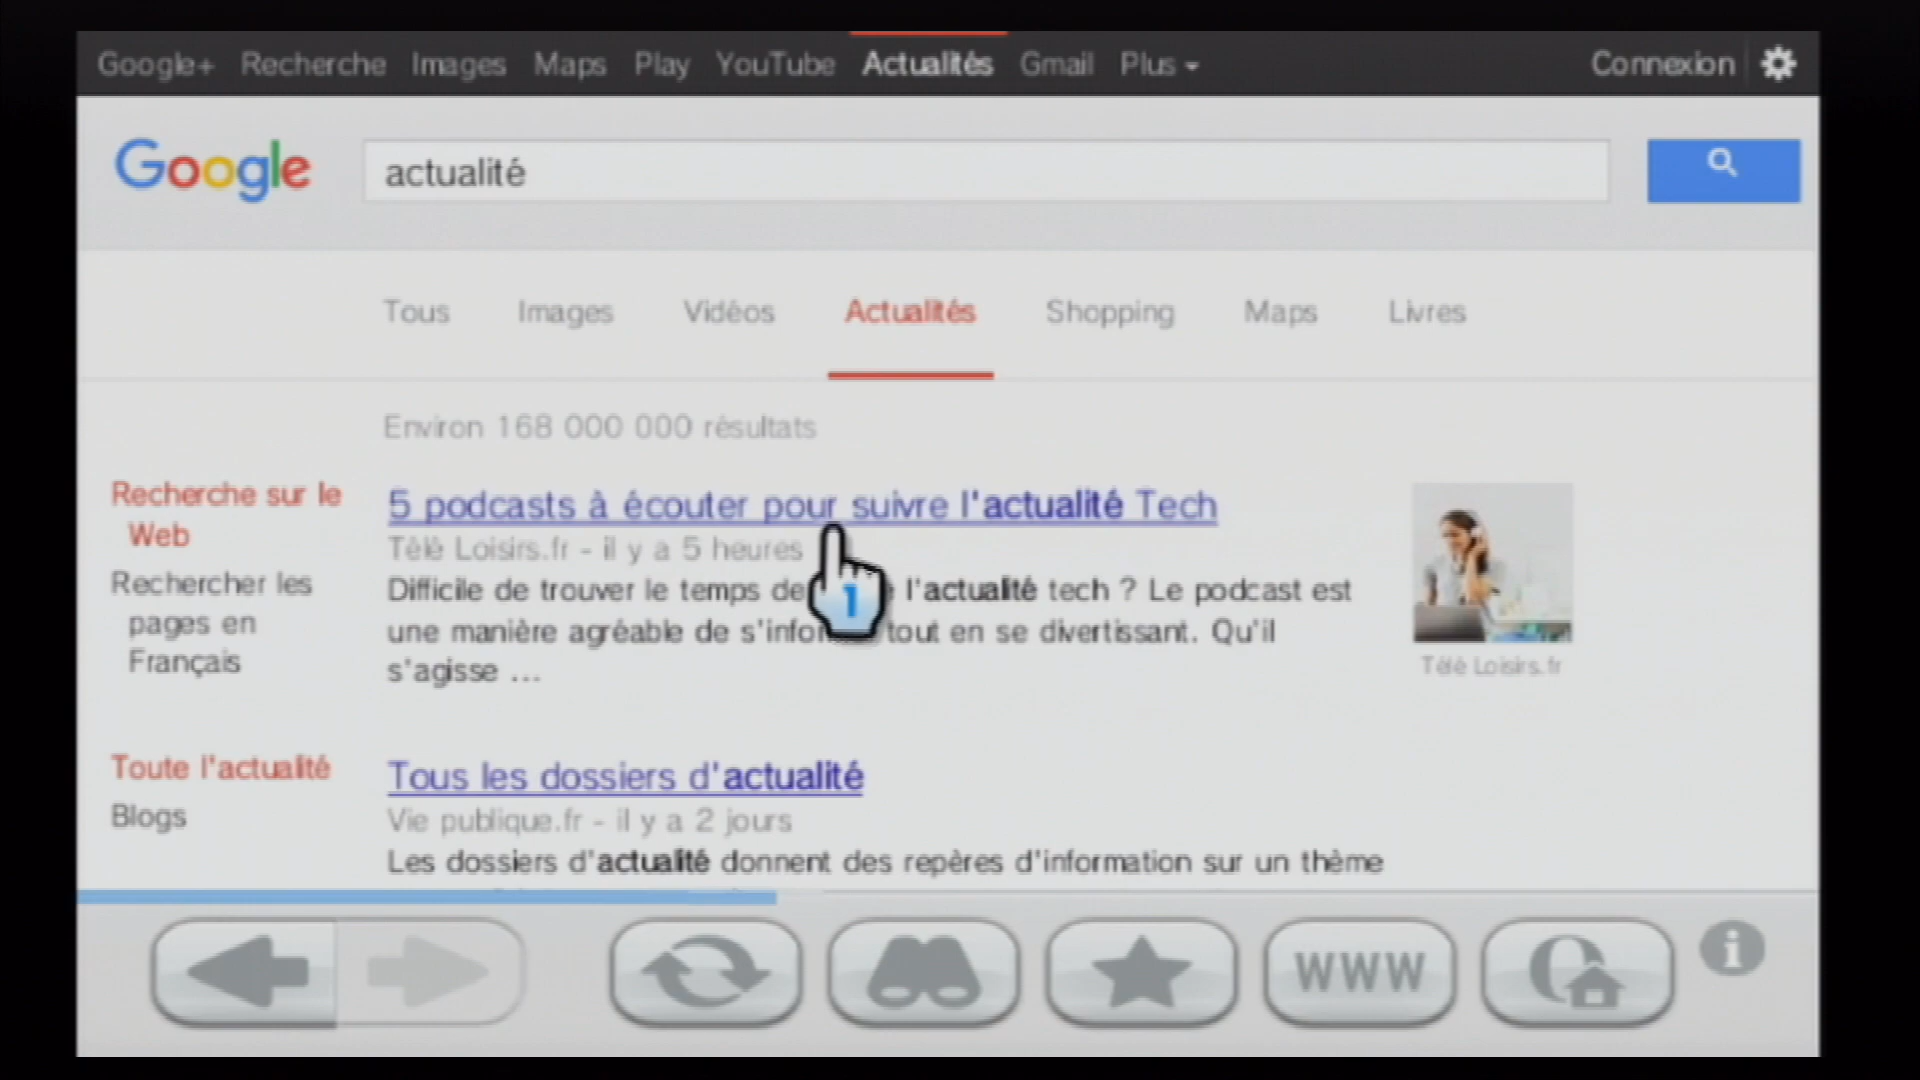 Google+ Recherche Images Maps Play YouTube Actualités Gmail Plus Connexion
Google actualité
Tous Images Vidéos Actualités Shopping Maps Livres
Environ 168 000 000 résultats
Recherche sur le
Web
Rechercher les
pages en
Français
5 podcasts à écouter pour suivre l'actualité Tech
Télé Loisirs.fr - il y a 5 heures
Difficile de trouver le temps de l'actualité tech ? Le podcast est
une manière agréable de s'infor tout en se divertissant. Qu'il
s'agisse ...
Télé Loisirs.fr
1
Toute l'actualité
Blogs
Tous les dossiers d'actualité
Vie publique.fr - il y a 2 jours
Les dossiers d'actualité donnent des repères d'information sur un thème
WWW
i